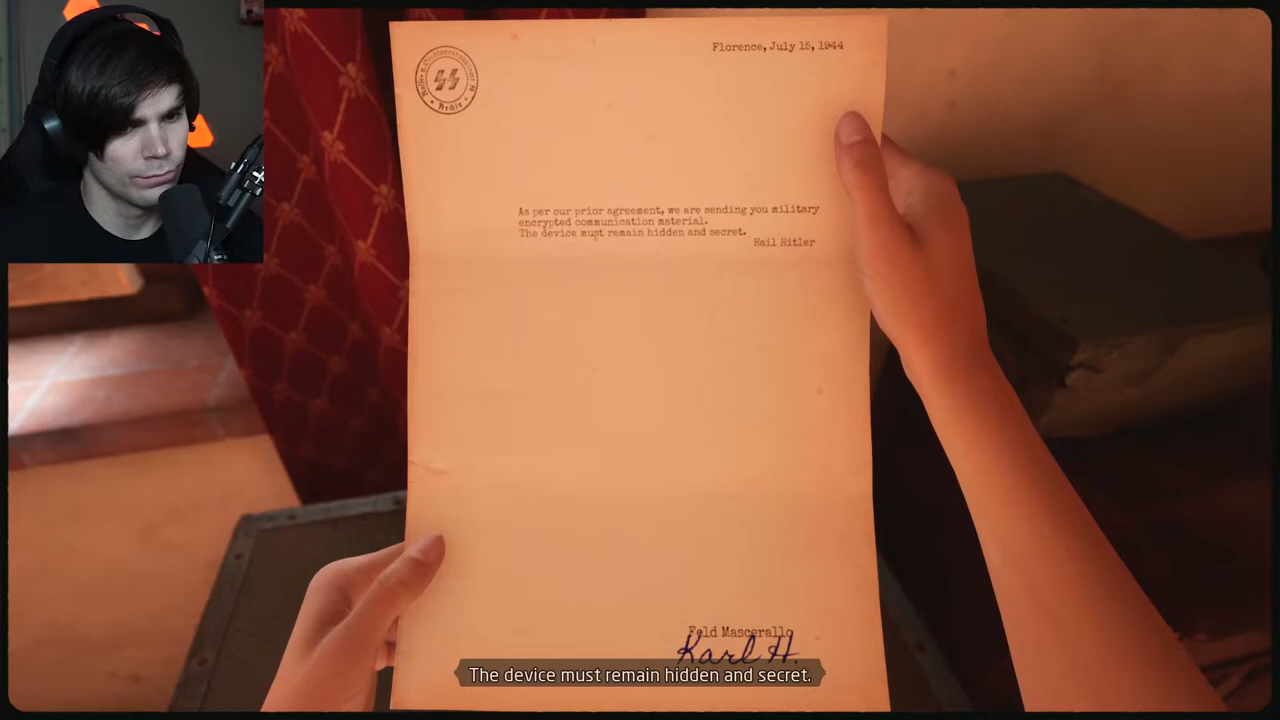 Florence, July 15, 1944
As per our prior agreement, we are sending you military
encrypted communication material.
The device must remain hidden and secret.
Hail Hitler
Feld Mascerallo
Karl H.
The device must remain hidden and secret.